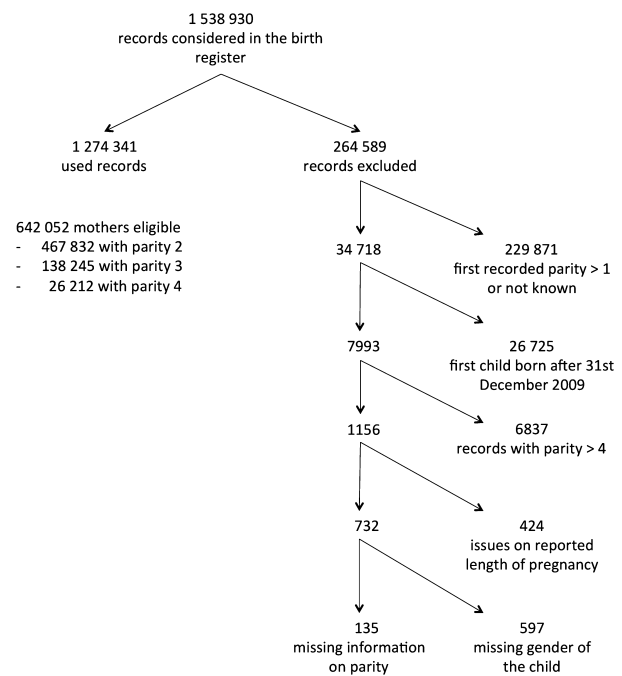 1 538 930
records considered in the birth
register
1 274 341
used records
264 589
records excluded
642 052 mothers eligible
- 467 832 with parity 2
- 138 245 with parity 3
- 26 212 with parity 4
34 718
229 871
first recorded parity > 1
or not known
7993
26 725
first child born after 31st
December 2009
1156
6837
records with parity > 4
732
424
issues on reported
length of pregnancy
135
missing information
on parity
597
missing gender of
the child